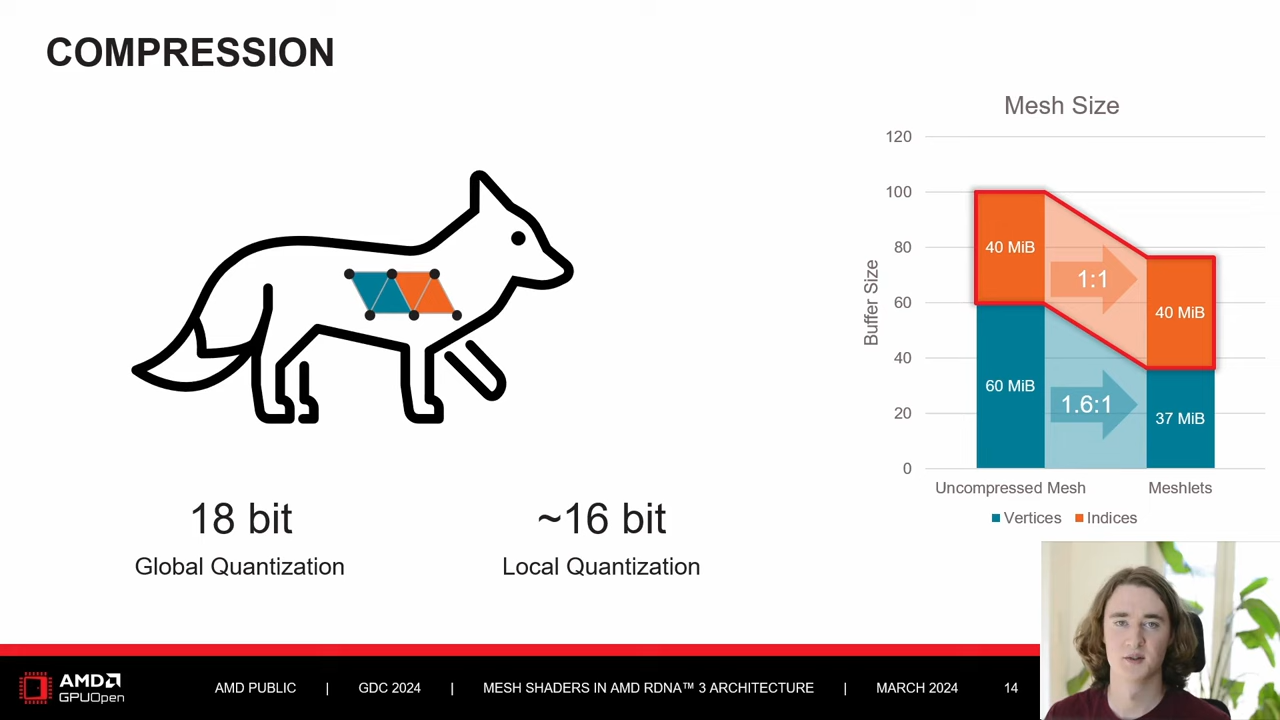 COMPRESSION
Mesh Size
120
100
80
60
40
20
0
Buffer Size
40 MiB
1:1
40 MiB
60 MiB
1.6:1
37 MiB
Uncompressed Mesh
Meshlets
Vertices
Indices
18 bit
Global Quantization
~16 bit
Local Quantization
AMD
GPUOpen
AMD PUBLIC | GDC 2024 | MESH SHADERS IN AMD RDNA™ 3 ARCHITECTURE | MARCH 2024 14